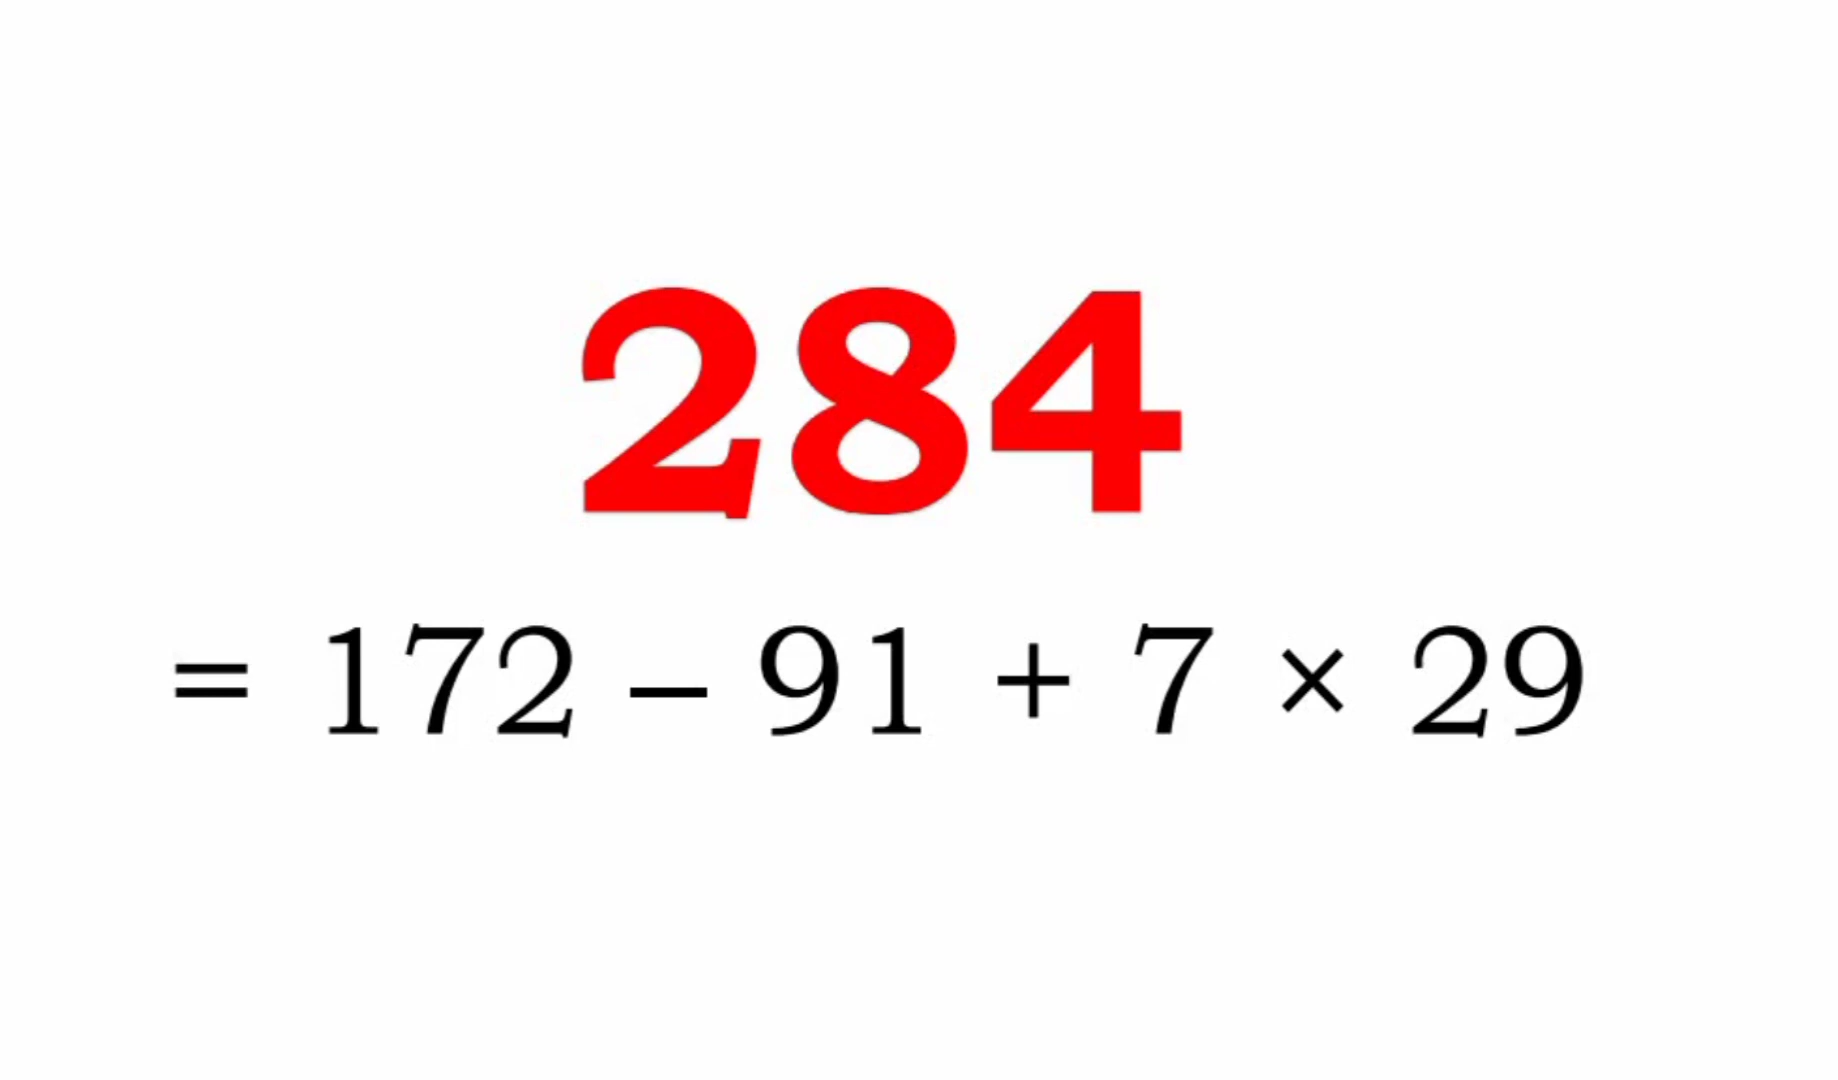 284
= 172 – 91 + 7 × 29